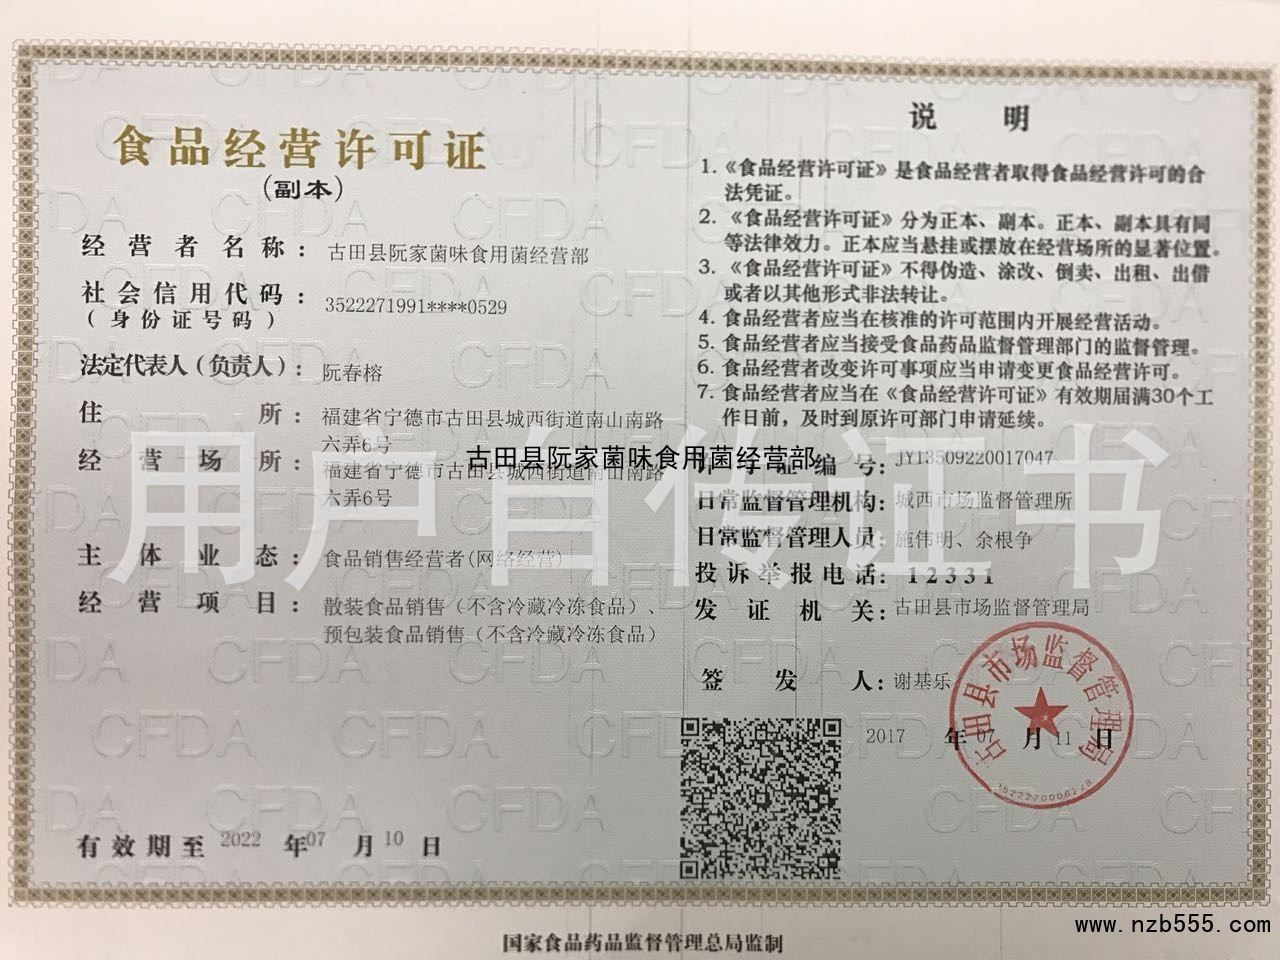 食品经营许可证
(副本)
经营者名称: 古田县阮家菌味食用菌经营部
社会信用代码: 3522271991****0529
(身份证号码)
法定代表人(负责人): 阮春榕
住所: 福建省宁德市古田县城西街道南山南路
六弄6号
经营场所: 福建省宁德市古田县城西街道南山南路
六弄6号
主体业态: 食品销售经营者(网络经营)
经营项目: 散装食品销售（不含冷藏冷冻食品）、
预包装食品销售（不含冷藏冷冻食品）
有效期至 2022 年 07 月 10 日
说明
1. 《食品经营许可证》是食品经营者取得食品经营许可的合
法凭证。
2. 《食品经营许可证》分为正本、副本。正本、副本具有同
等法律效力。正本应当悬挂或摆放在经营场所的显著位置。
3. 《食品经营许可证》不得伪造、涂改、倒卖、出租、出借
或者以其他形式非法转让。
4. 食品经营者应当在核准的许可范围内开展经营活动。
5. 食品经营者应当接受食品药品监督管理部门的监督管理。
6. 食品经营者改变许可事项应当申请变更食品经营许可。
7. 食品经营者应当在《食品经营许可证》有效期届满30个工
作日前，及时到原许可部门申请延续。
许可证编号: JY13509220017047
日常监督管理机构: 城西市场监督管理所
日常监督管理人员: 施伟明、余根争
投诉举报电话: 12331
发证机关: 古田县市场监督管理局
签发人: 谢基乐
2017 年 07 月 11 日
古田县市场监督管理局
国家食品药品监督管理总局监制
用户自传证书
古田县阮家菌味食用菌经营部
www.nzb555.com